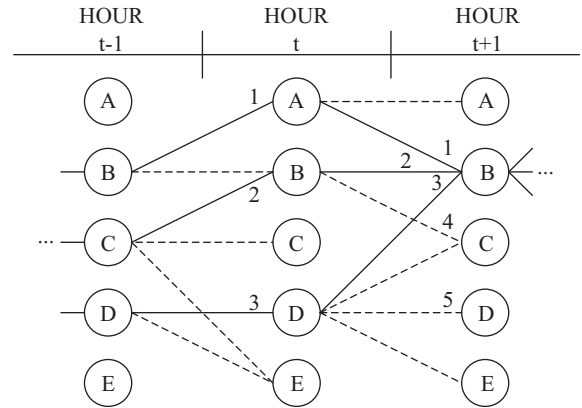 HOUR HOUR HOUR
t-1 t t+1
A 1 A A
1
B B 2 B ...
2 3
... C C 4 C
D 3 D 5 D
E E E